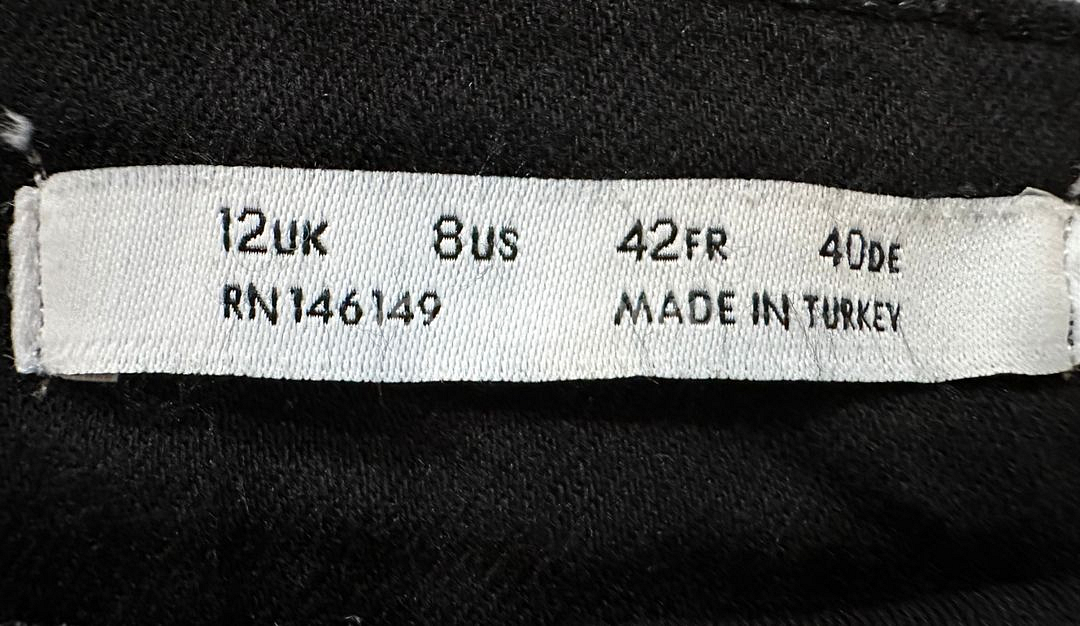 12UK 8US 42FR 40DE
RN146149 MADE IN TURKEY